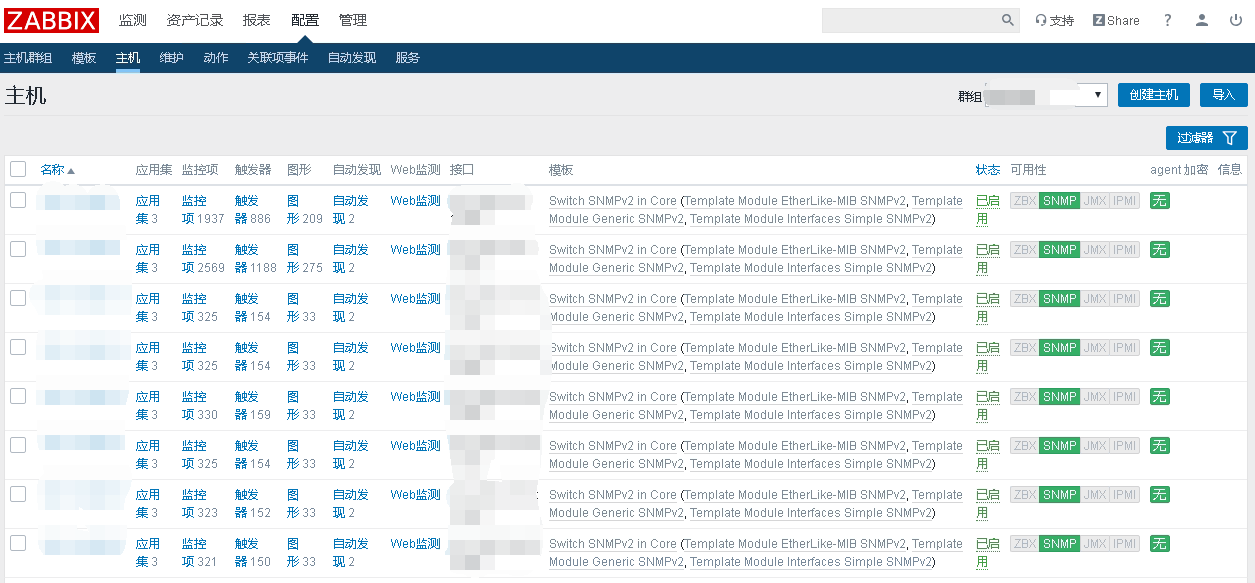 ZABBIX 监测 资产记录 报表 配置 管理 支持 Share ?
主机群组 模板 主机 维护 动作 关联项事件 自动发现 服务
主机 群组 创建主机 导入
过滤器
名称 应用集 监控项 触发器 图形 自动发现 Web监测 接口 模板 状态 可用性 agent加密 信息
应用 监控 触发 图 自动发 Web监测 Switch SNMPv2 in Core (Template Module EtherLike-MIB SNMPv2, Template 已启 ZBX SNMP JMX IPMI 无
集 3 项 1937 器 886 形 209 现 2 Module Generic SNMPv2, Template Module Interfaces Simple SNMPv2) 用
应用 监控 触发 图 自动发 Web监测 Switch SNMPv2 in Core (Template Module EtherLike-MIB SNMPv2, Template 已启 ZBX SNMP JMX IPMI 无
集 3 项 2569 器 1188 形 275 现 2 Module Generic SNMPv2, Template Module Interfaces Simple SNMPv2) 用
应用 监控 触发 图 自动发 Web监测 Switch SNMPv2 in Core (Template Module EtherLike-MIB SNMPv2, Template 已启 ZBX SNMP JMX IPMI 无
集 3 项 325 器 154 形 33 现 2 Module Generic SNMPv2, Template Module Interfaces Simple SNMPv2) 用
应用 监控 触发 图 自动发 Web监测 Switch SNMPv2 in Core (Template Module EtherLike-MIB SNMPv2, Template 已启 ZBX SNMP JMX IPMI 无
集 3 项 325 器 154 形 33 现 2 Module Generic SNMPv2, Template Module Interfaces Simple SNMPv2) 用
应用 监控 触发 图 自动发 Web监测 Switch SNMPv2 in Core (Template Module EtherLike-MIB SNMPv2, Template 已启 ZBX SNMP JMX IPMI 无
集 3 项 330 器 159 形 33 现 2 Module Generic SNMPv2, Template Module Interfaces Simple SNMPv2) 用
应用 监控 触发 图 自动发 Web监测 Switch SNMPv2 in Core (Template Module EtherLike-MIB SNMPv2, Template 已启 ZBX SNMP JMX IPMI 无
集 3 项 325 器 154 形 33 现 2 Module Generic SNMPv2, Template Module Interfaces Simple SNMPv2) 用
应用 监控 触发 图 自动发 Web监测 Switch SNMPv2 in Core (Template Module EtherLike-MIB SNMPv2, Template 已启 ZBX SNMP JMX IPMI 无
集 3 项 323 器 152 形 33 现 2 Module Generic SNMPv2, Template Module Interfaces Simple SNMPv2) 用
应用 监控 触发 图 自动发 Web监测 Switch SNMPv2 in Core (Template Module EtherLike-MIB SNMPv2, Template 已启 ZBX SNMP JMX IPMI 无
集 3 项 321 器 150 形 33 现 2 Module Generic SNMPv2, Template Module Interfaces Simple SNMPv2) 用